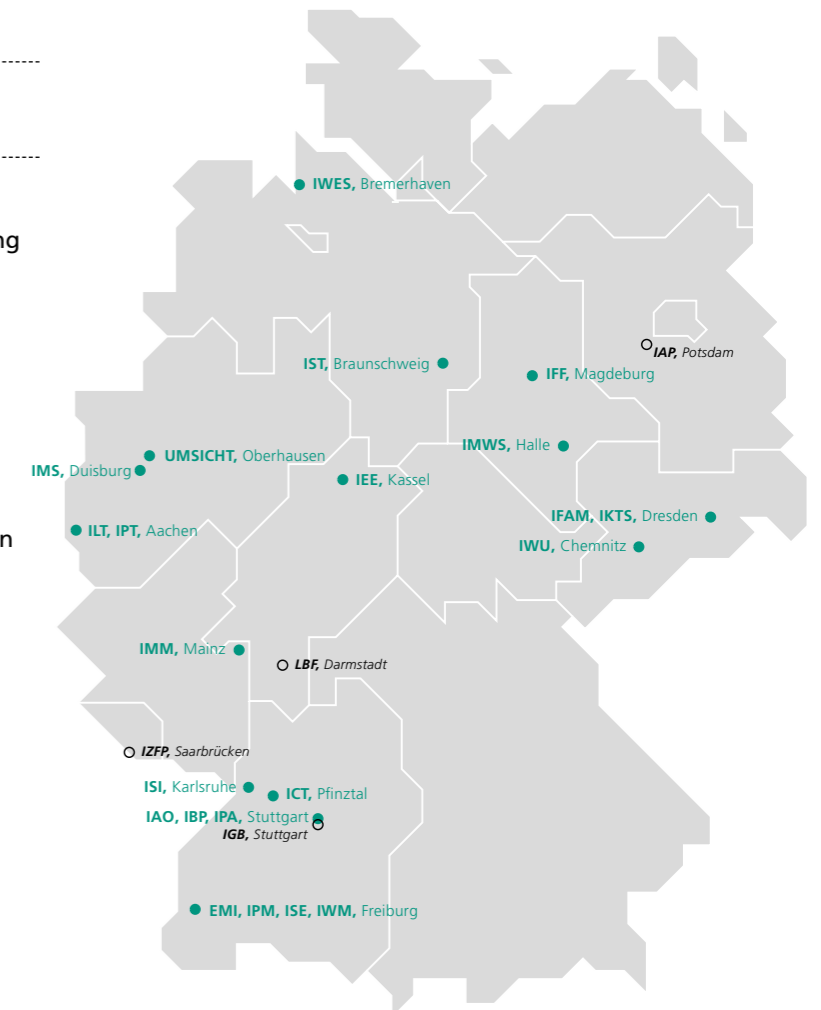 ng
n
IWES, Bremerhaven
IAP, Potsdam
IST, Braunschweig
IFF, Magdeburg
IMWS, Halle
UMSICHT, Oberhausen
IMS, Duisburg
IEE, Kassel
IFAM, IKTS, Dresden
ILT, IPT, Aachen
IWU, Chemnitz
IMM, Mainz
LBF, Darmstadt
IZFP, Saarbrücken
ISI, Karlsruhe
ICT, Pfinztal
IAO, IBP, IPA, Stuttgart
IGB, Stuttgart
EMI, IPM, ISE, IWM, Freiburg